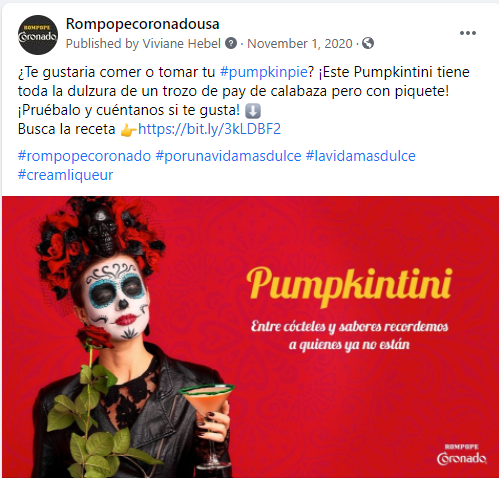 Rompopecoronadousa
Published by Viviane Hebel · November 1, 2020 ·
¿Te gustaria comer o tomar tu #pumpkinpie? ¡Este Pumpkintini tiene
toda la dulzura de un trozo de pay de calabaza pero con piquete!
¡Pruébalo y cuéntanos si te gusta! ⬇️
Busca la receta 👉https://bit.ly/3kLDBF2
#rompopecoronado #porunavidamasdulce #lavidamasdulce
#creamliqueur
Pumpkintini
Entre cócteles y sabores recordemos
a quienes ya no están
ROMPOPE
Coronado
ROMPOPE
Coronado